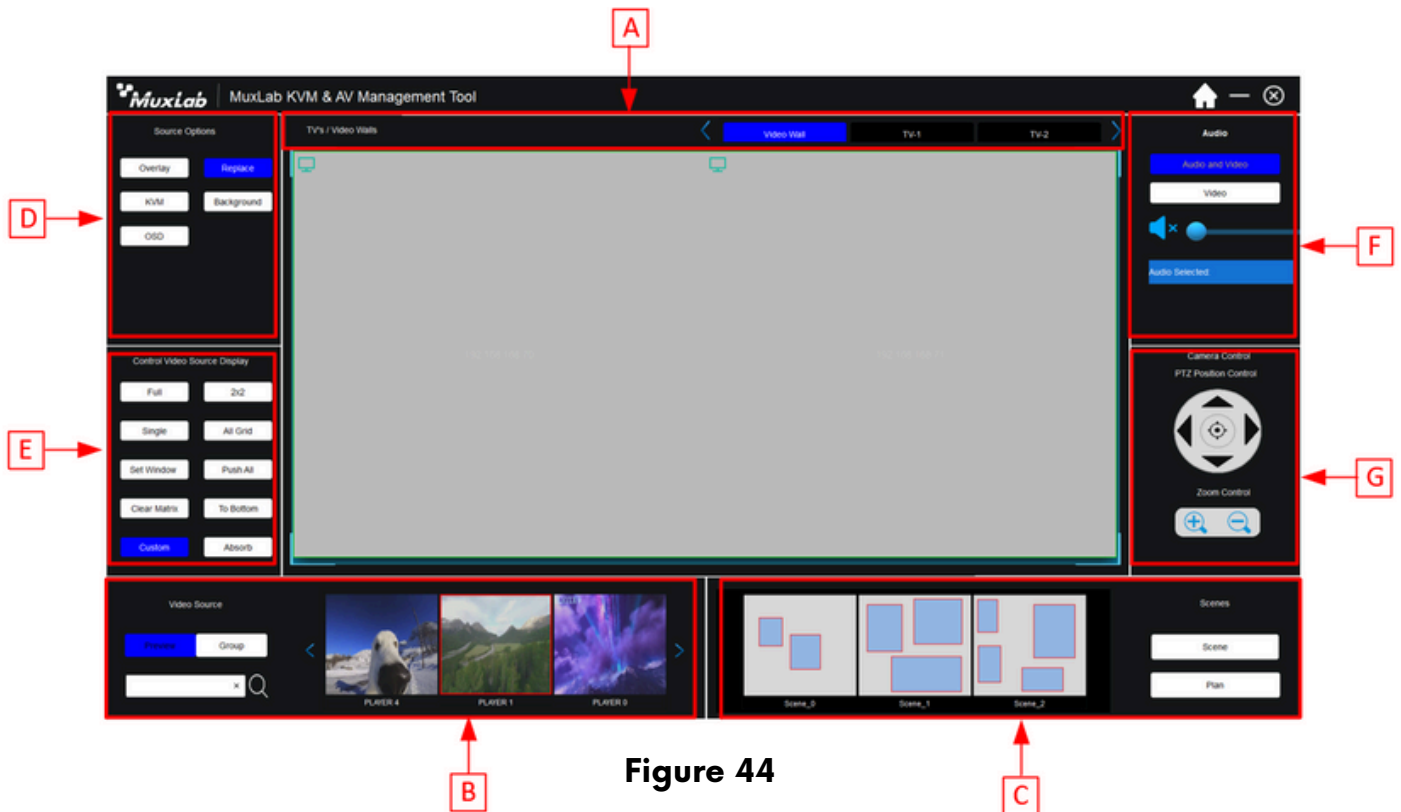 A
MuxLab MuxLab KVM & AV Management Tool
Source Options
Overlay Replace
KVM Background
OSD
D
TV's / Video Walls Video Wall TV-1 TV-2
Audio
Audio and Video
Video
×
Audio Selected
F
Control Video Source Display
Full 2x2
Single All Grid
Set Window Push All
Clear Matrix To Bottom
Custom Absorb
E
Camera Control
PTZ Position Control
Zoom Control
G
Video Source
Preview Group
×
PLAYER 4 PLAYER 1 PLAYER 0
Scene_0 Scene_1 Scene_2
Scenes
Scene
Plan
B
Figure 44
C